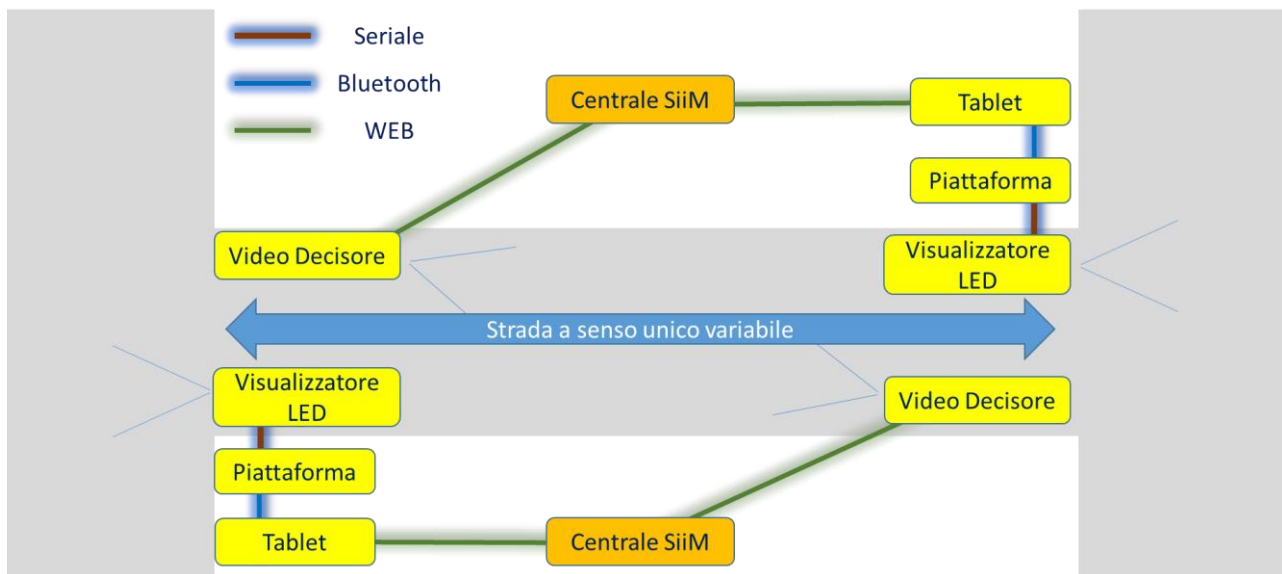 Seriale
Bluetooth
WEB
Centrale SiiM
Tablet
Piattaforma
Video Decisore
Visualizzatore
LED
Strada a senso unico variabile
Visualizzatore
LED
Video Decisore
Piattaforma
Tablet
Centrale SiiM